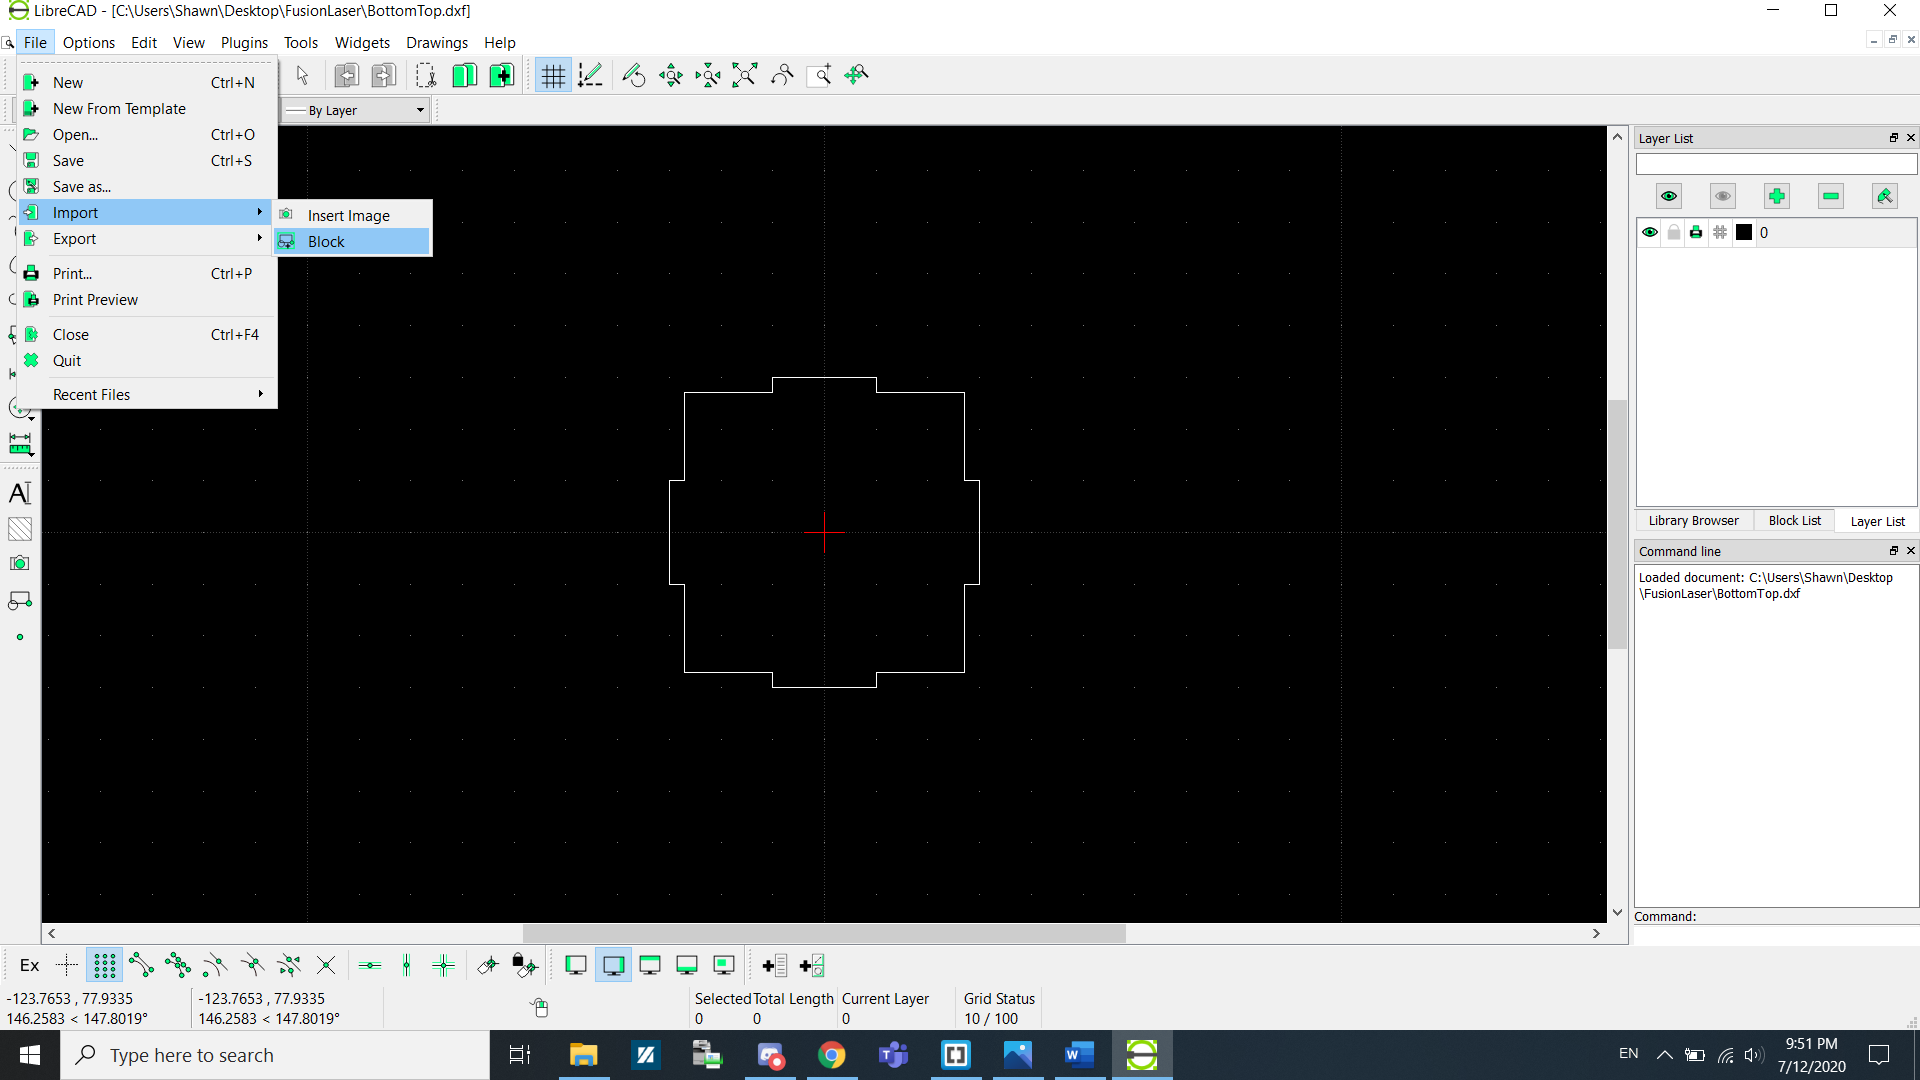 LibreCAD - [C:\Users\Shawn\Desktop\FusionLaser\BottomTop.dxf]
File Options Edit View Plugins Tools Widgets Drawings Help
New Ctrl+N
New From Template
Open... Ctrl+O
Save Ctrl+S
Save as...
Import
Export
Print... Ctrl+P
Print Preview
Close Ctrl+F4
Quit
Recent Files
Insert Image
Block
By Layer
Layer List
0
Library Browser Block List Layer List
Command line
Loaded document: C:\Users\Shawn\Desktop
\FusionLaser\BottomTop.dxf
Command:
A
Ex
-123.7653 , 77.9335
146.2583 < 147.8019°
-123.7653 , 77.9335
146.2583 < 147.8019°
Selected Total Length Current Layer Grid Status
0 0 0 10 / 100
Type here to search
W
EN
9:51 PM
7/12/2020